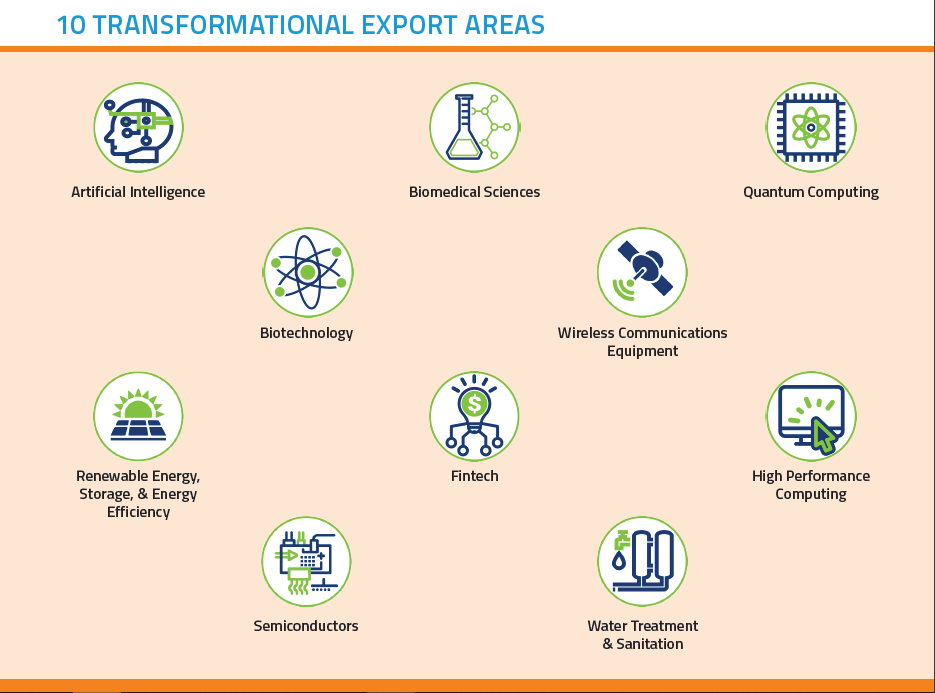 10 TRANSFORMATIONAL EXPORT AREAS
Artificial Intelligence
Biomedical Sciences
Quantum Computing
Biotechnology
Wireless Communications
Equipment
Renewable Energy,
Storage, & Energy
Efficiency
$
Fintech
High Performance
Computing
Semiconductors
Water Treatment
& Sanitation